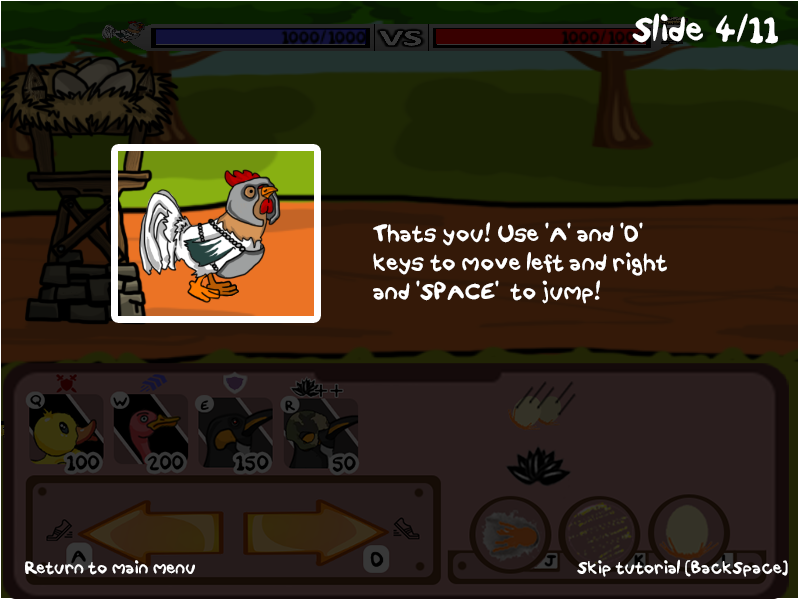 1000/1000
VS
1000/1000
Slide 4/11
Thats you! Use 'A' and 'D'
keys to move left and right
and 'SPACE' to jump!
Q
W
E
R
++
100
200
150
50
A
D
J
K
Return to main menu
Skip tutorial [BackSpace]